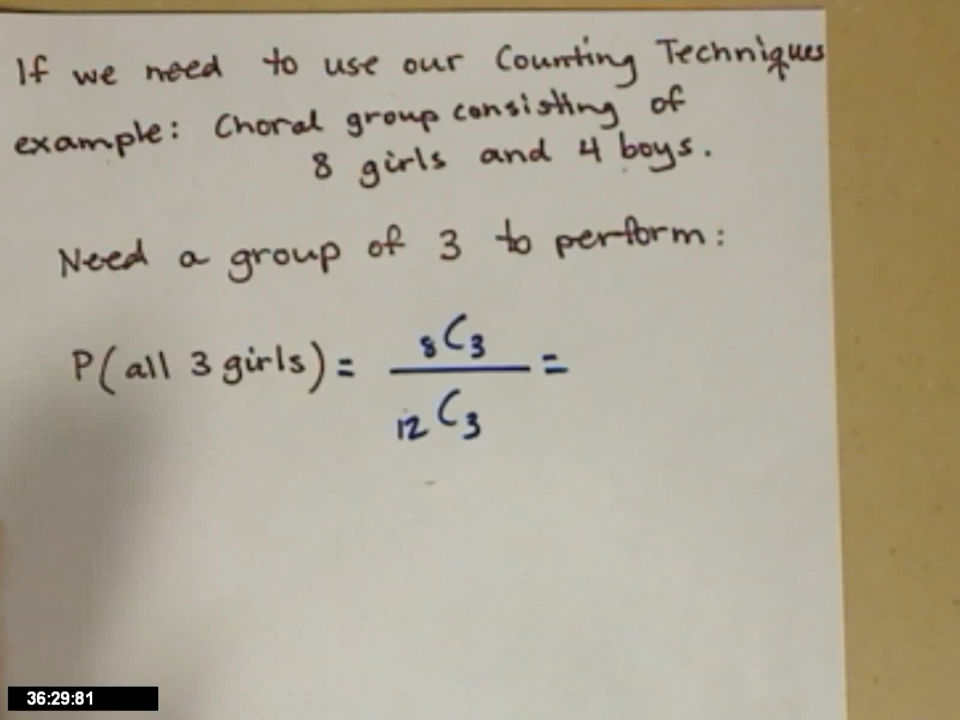 If we need to use our Counting Techniques
example: Choral group consisting of
8 girls and 4 boys.
Need a group of 3 to perform:
P(all 3 girls) = 8C3 / 12C3 =
36:29:81